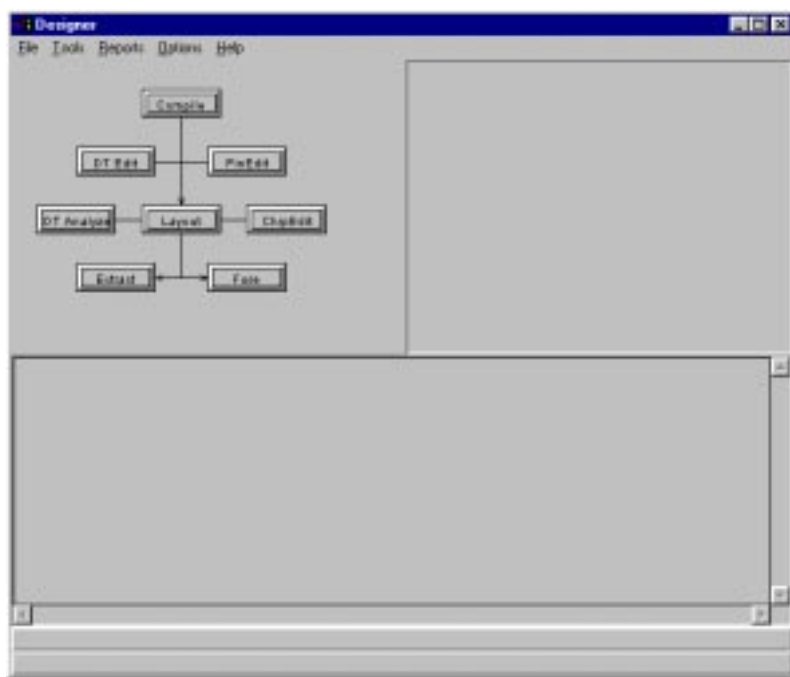 Designer
File Tools Reports Options Help
Compile
DT Edit PinEdit
DT Analyze Layout ChipEdit
Extract Fuse